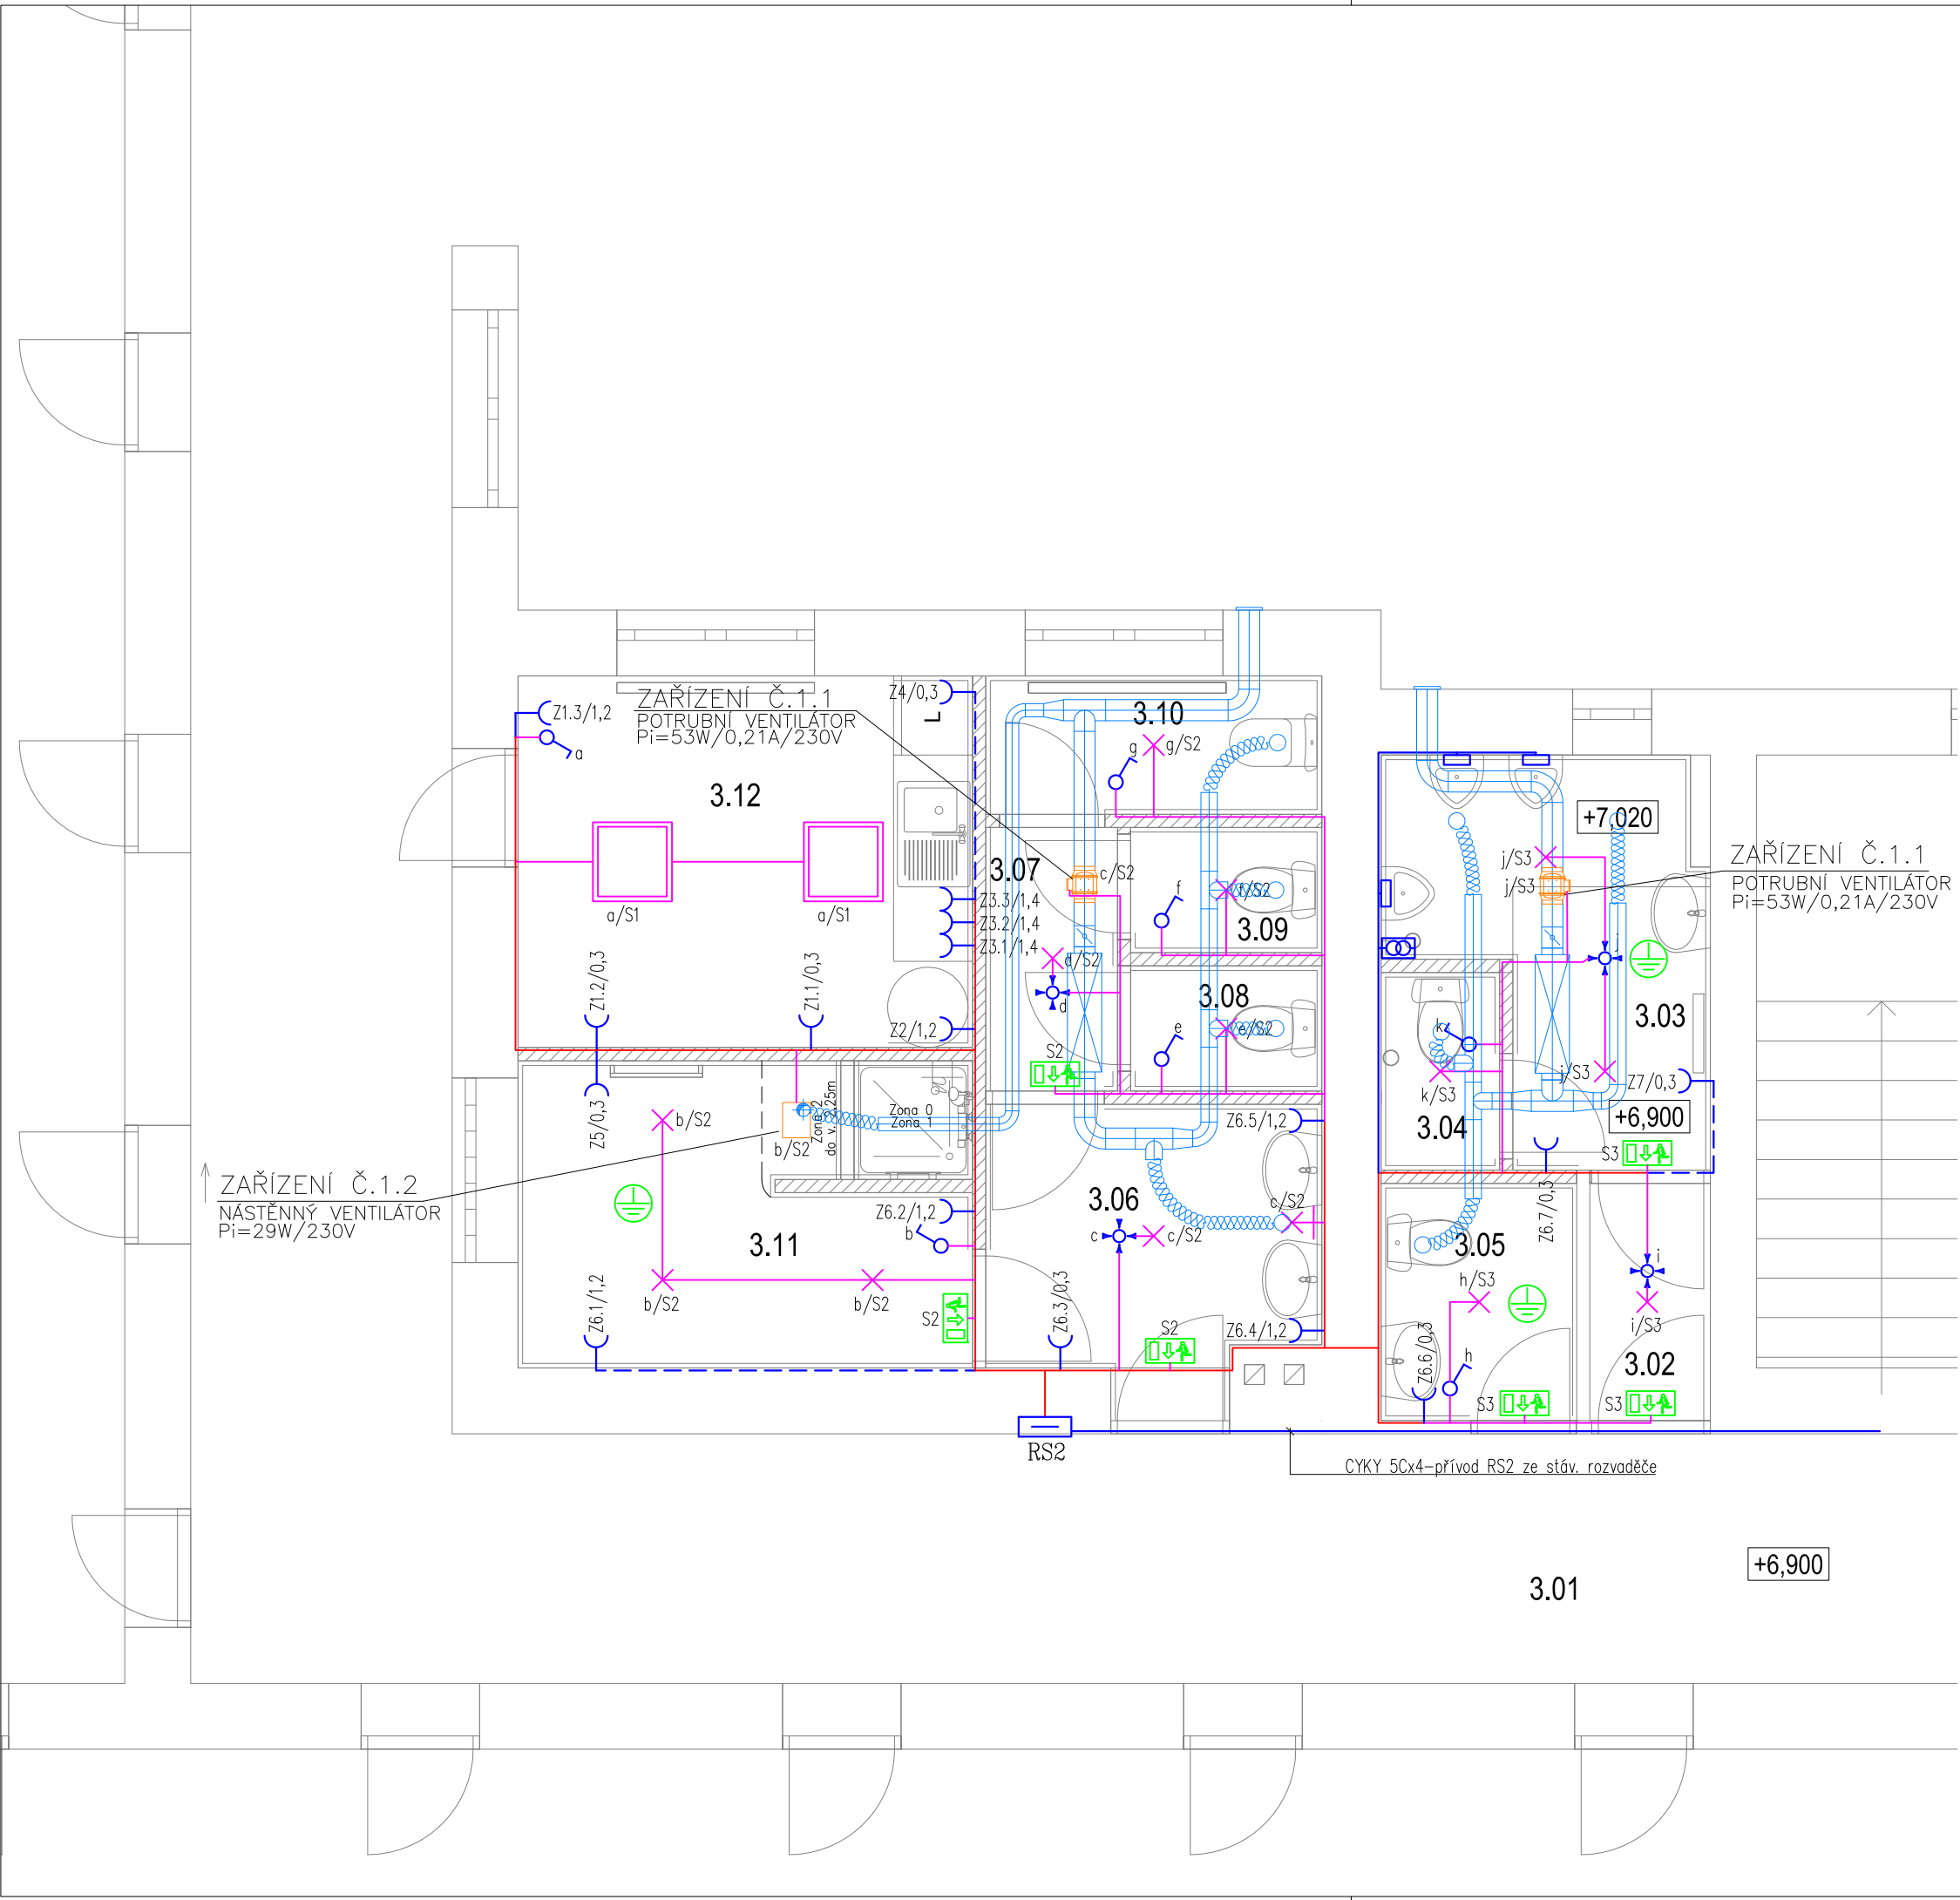 Z1.3/1,2
a
ZAŘÍZENÍ Č.1.1
POTRUBNÍ VENTILÁTOR
Pi=53W/0,21A/230V
Z4/0,3
L
3.12
a/S1
a/S1
Z3.3/1,4
Z3.2/1,4
Z3.1/1,4
Z1.2/0,3
Z1.1/0,3
Z2/1,2
3.10
g
g/S2
3.07
c/S2
f
f/S2
3.09
d/S2
d
3.08
e
e/S2
S2
+7,020
j/S3
j/S3
j
ZAŘÍZENÍ Č.1.1
POTRUBNÍ VENTILÁTOR
Pi=53W/0,21A/230V
3.03
k
k/S3
j/S3
Z7/0,3
+6,900
3.04
S3
Z5/0,3
b/S2
b/S2
Zona 2
do v. 2,25m
Zona 0
Zona 1
ZAŘÍZENÍ Č.1.2
NÁSTĚNNÝ VENTILÁTOR
Pi=29W/230V
Z6.2/1,2
b
3.11
b/S2
b/S2
S2
Z6.1/1,2
Z6.5/1,2
3.06
c/S2
c
c/S2
Z6.3/0,3
S2
Z6.4/1,2
Z6.7/0,3
3.05
h/S3
i
i/S3
3.02
Z6.6/0,3
h
S3
S3
RS2
CYKY 5Cx4-přívod RS2 ze stáv. rozvaděče
+6,900
3.01